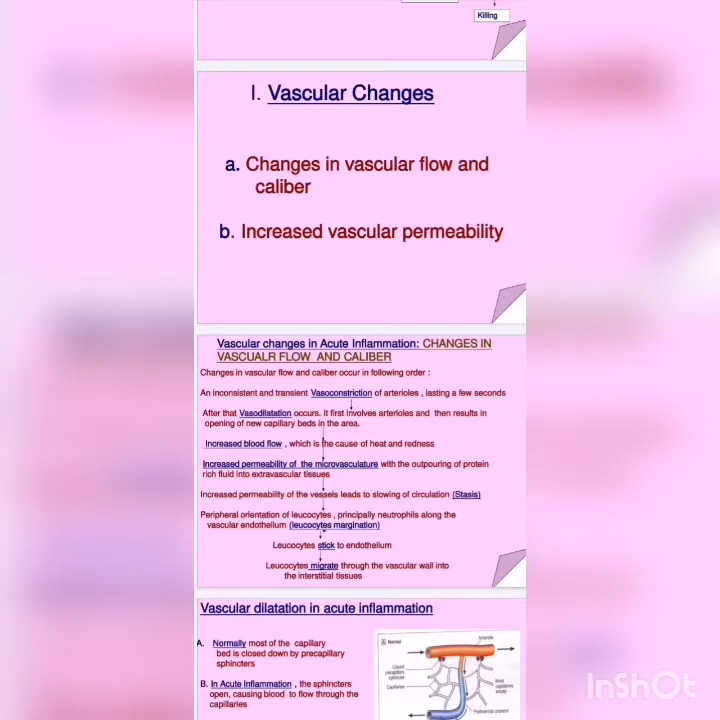 Killing
I. Vascular Changes
a. Changes in vascular flow and
caliber
b. Increased vascular permeability
Vascular changes in Acute Inflammation: CHANGES IN
VASCUALR FLOW AND CALIBER
Changes in vascular flow and caliber occur in following order :
An inconsistent and transient Vasoconstriction of arterioles , lasting a few seconds
After that Vasodilatation occurs. It first involves arterioles and then results in
opening of new capillary beds in the area.
Increased blood flow , which is the cause of heat and redness
Increased permeability of the microvasculature with the outpouring of protein
rich fluid into extravascular tissues
Increased permeability of the vessels leads to slowing of circulation (Stasis)
Peripheral orientation of leucocytes , principally neutrophils along the
vascular endothelium (leucocytes margination)
Leucocytes stick to endothelium
Leucocytes migrate through the vascular wall into
the interstitial tissues
Vascular dilatation in acute inflammation
A. Normally most of the capillary
bed is closed down by precapillary
sphincters
B. In Acute Inflammation , the sphincters
open, causing blood to flow through the
capillaries
A Normal
Arteriole
Closed
precapillary
sphincter
Capillaries
Most
capillaries
empty
Preferential channel
InShOt